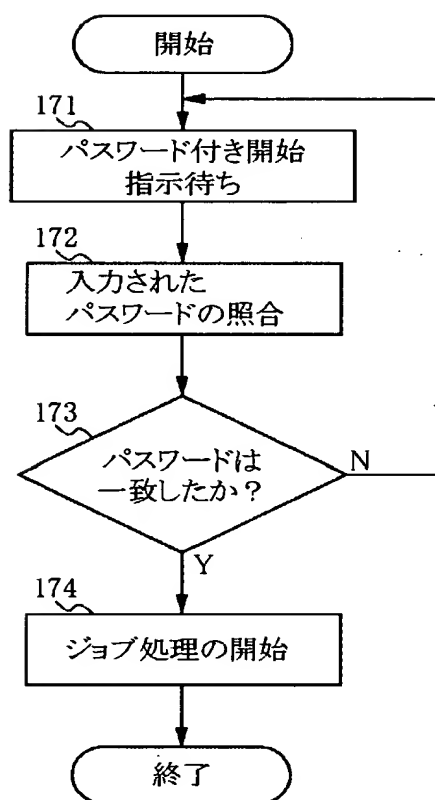 開始
171
パスワード付き開始
指示待ち
172
入力された
パスワードの照合
173
パスワードは
一致したか?
N
Y
174
ジョブ処理の開始
終了